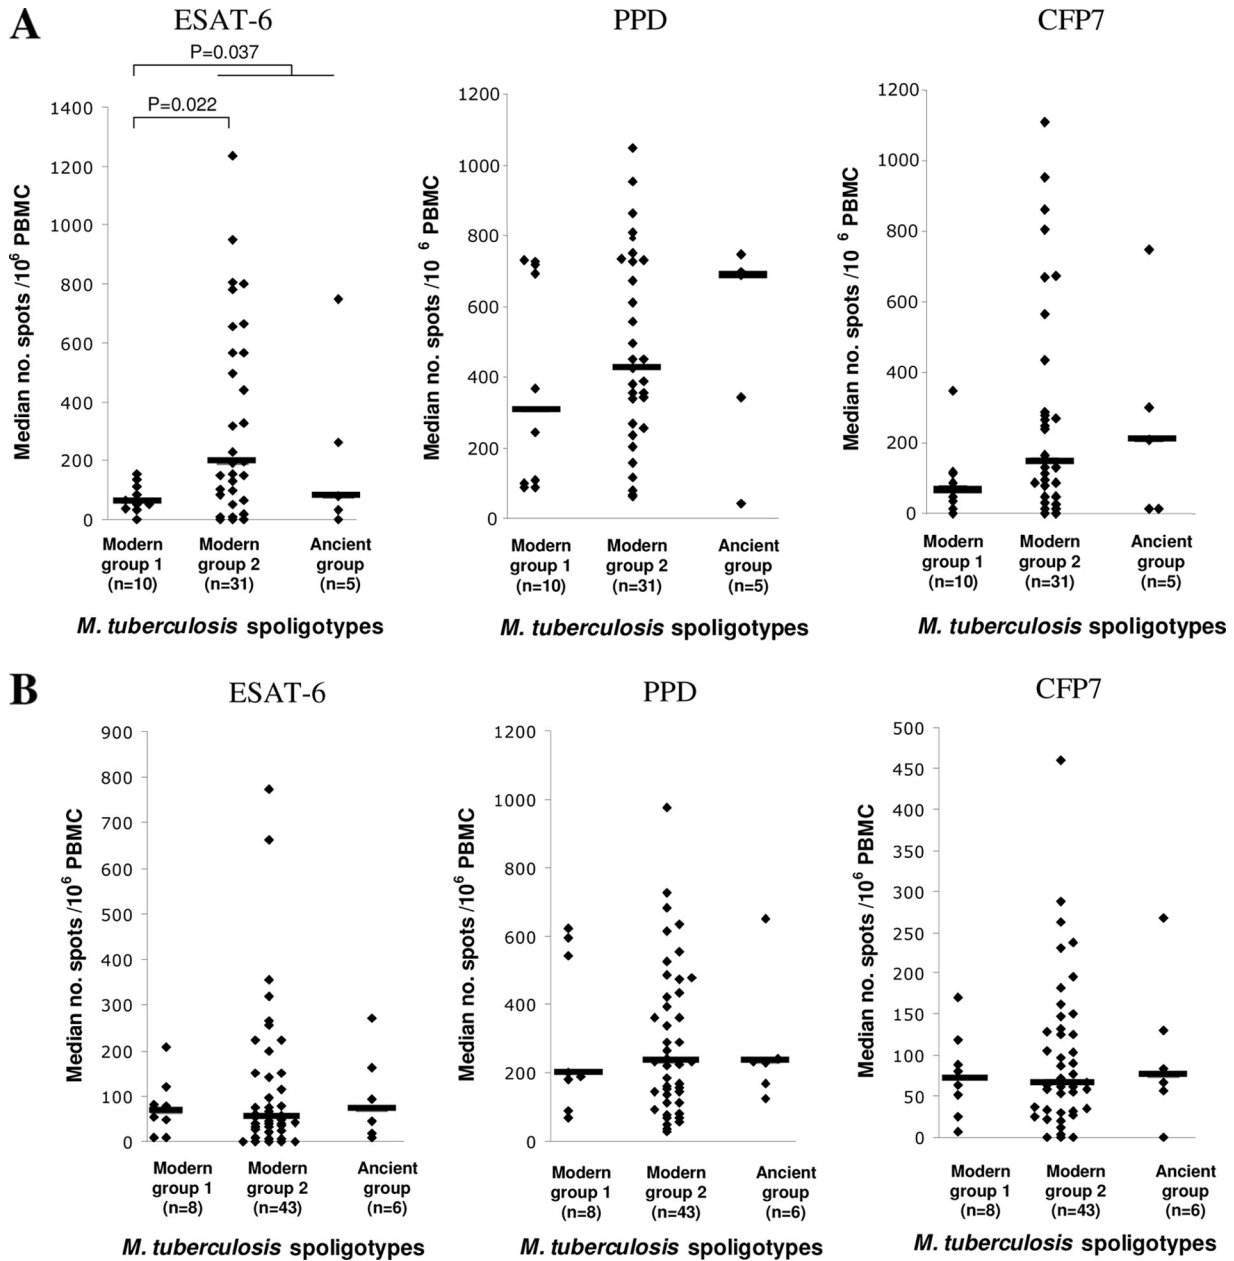 A
ESAT-6
P=0.037
P=0.022
1400
1200
1000
800
600
400
200
0
Median no. spots /10⁶ PBMC
Modern group 1 (n=10)
Modern group 2 (n=31)
Ancient group (n=5)
M. tuberculosis spoligotypes
PPD
1200
1000
800
600
400
200
0
Median no. spots /10 ⁶ PBMC
Modern group 1 (n=10)
Modern group 2 (n=31)
Ancient group (n=5)
M. tuberculosis spoligotypes
CFP7
1200
1000
800
600
400
200
0
Median no. spots /10 ⁶ PBMC
Modern group 1 (n=10)
Modern group 2 (n=31)
Ancient group (n=5)
M. tuberculosis spoligotypes
B
ESAT-6
900
800
700
600
500
400
300
200
100
0
Median no. spots /10⁶ PBMC
Modern group 1 (n=8)
Modern group 2 (n=43)
Ancient group (n=6)
M. tuberculosis spoligotypes
PPD
1200
1000
800
600
400
200
0
Median no. spots /10⁶ PBMC
Modern group 1 (n=8)
Modern group 2 (n=43)
Ancient group (n=6)
M. tuberculosis spoligotypes
CFP7
500
450
400
350
300
250
200
150
100
50
0
Median no. spots /10⁶ PBMC
Modern group 1 (n=8)
Modern group 2 (n=43)
Ancient group (n=6)
M. tuberculosis spoligotypes